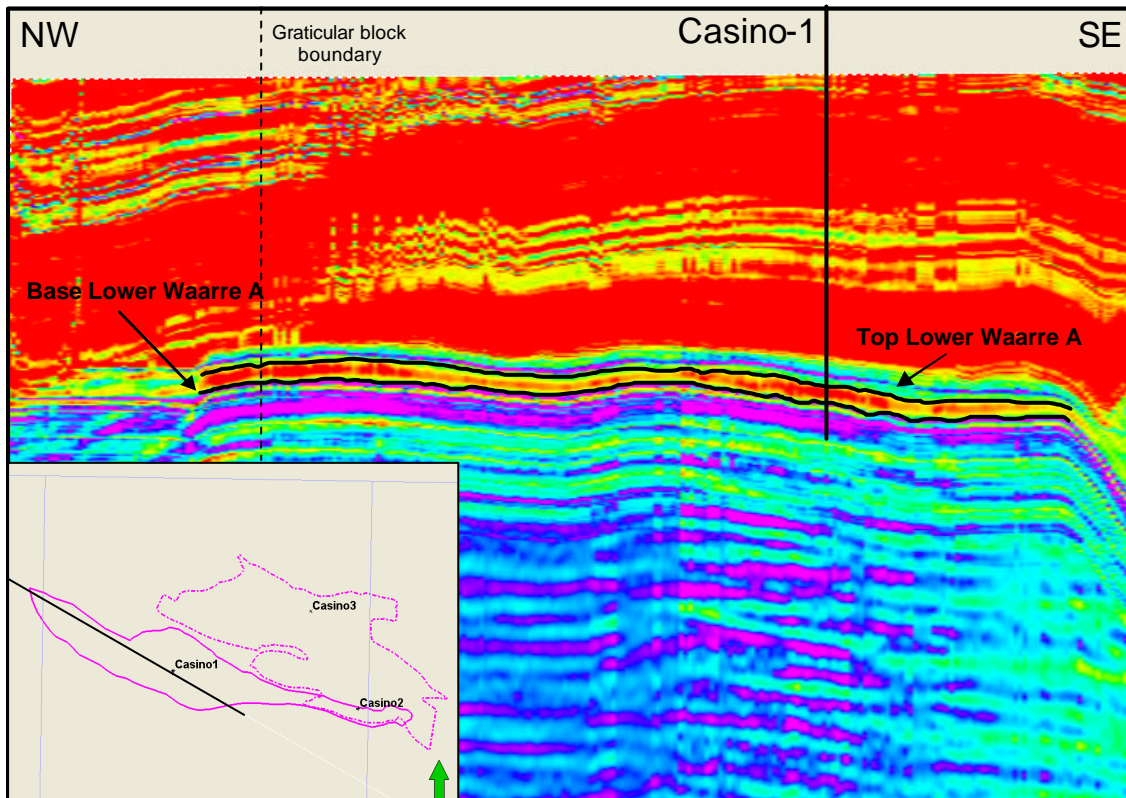 NW
Graticular block
boundary
Casino-1
SE
Base Lower Waarre A
Top Lower Waarre A
Casino3
Casino1
Casino2